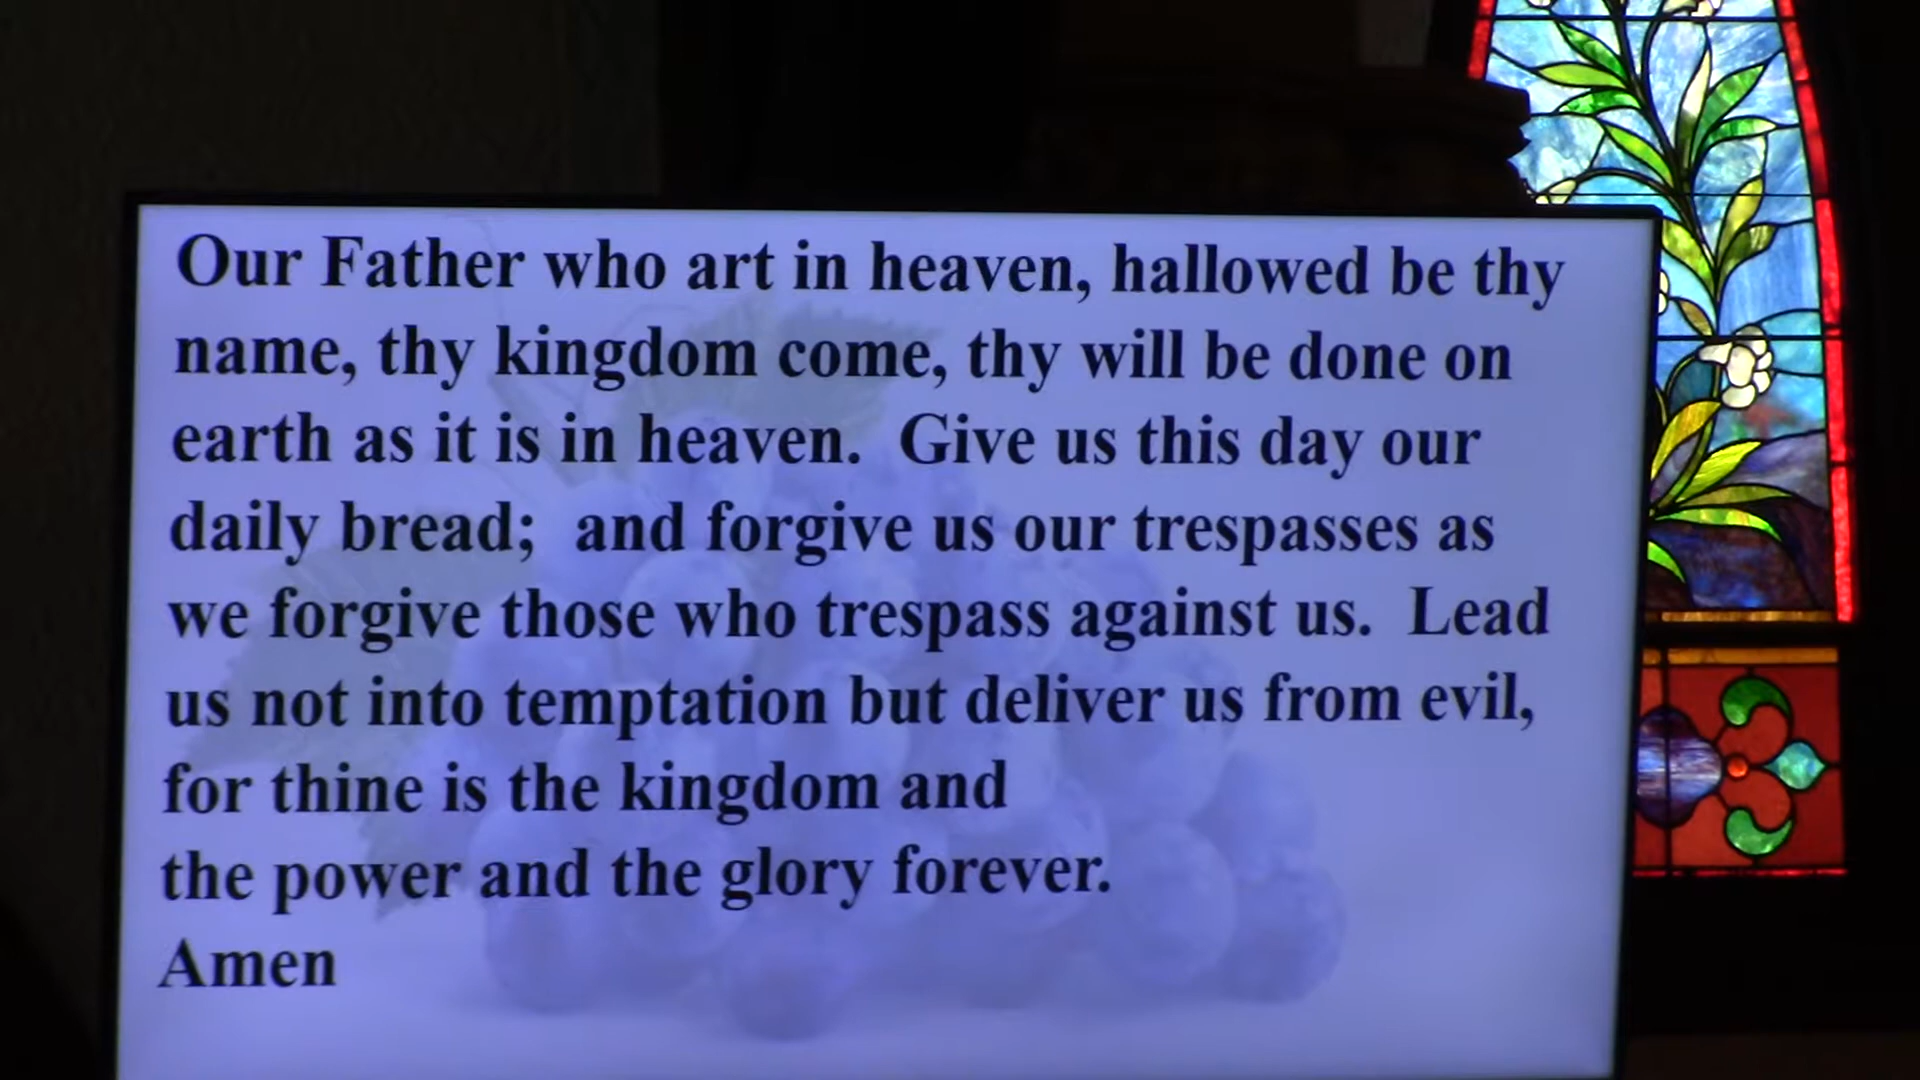 Our Father who art in heaven, hallowed be thy
name, thy kingdom come, thy will be done on
earth as it is in heaven.  Give us this day our
daily bread;  and forgive us our trespasses as
we forgive those who trespass against us.  Lead
us not into temptation but deliver us from evil,
for thine is the kingdom and
the power and the glory forever.
Amen